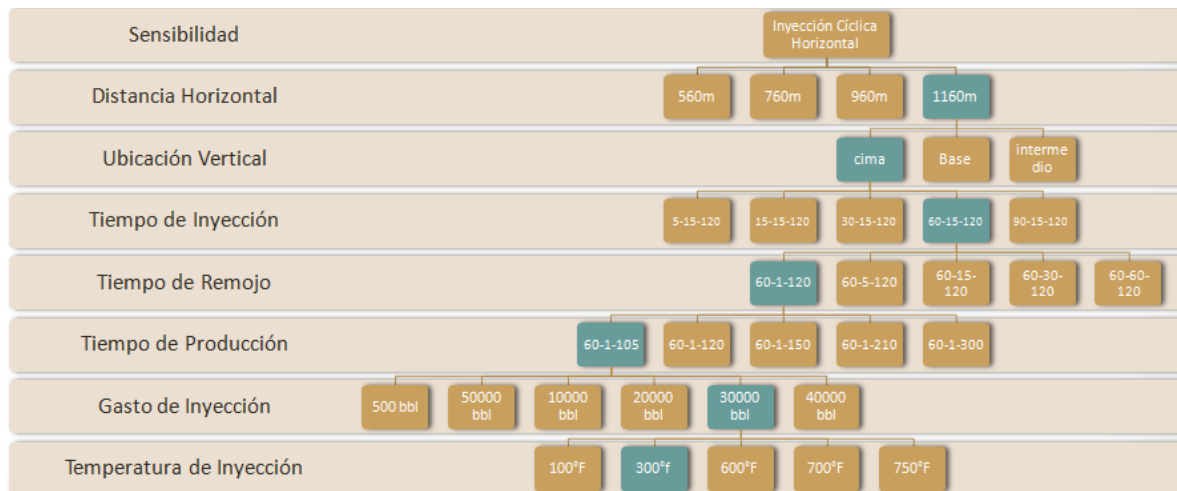 Sensibilidad
Inyección Cíclica
Horizontal
Distancia Horizontal
560m
760m
960m
1160m
Ubicación Vertical
cima
Base
interme
dio
Tiempo de Inyección
5-15-120
15-15-120
30-15-120
60-15-120
90-15-120
Tiempo de Remojo
60-1-120
60-5-120
60-15-
120
60-30-
120
60-60-
120
Tiempo de Producción
60-1-105
60-1-120
60-1-150
60-1-210
60-1-300
Gasto de Inyección
500 bbl
50000
bbl
10000
bbl
20000
bbl
30000
bbl
40000
bbl
Temperatura de Inyección
100°F
300°f
600°F
700°F
750°F